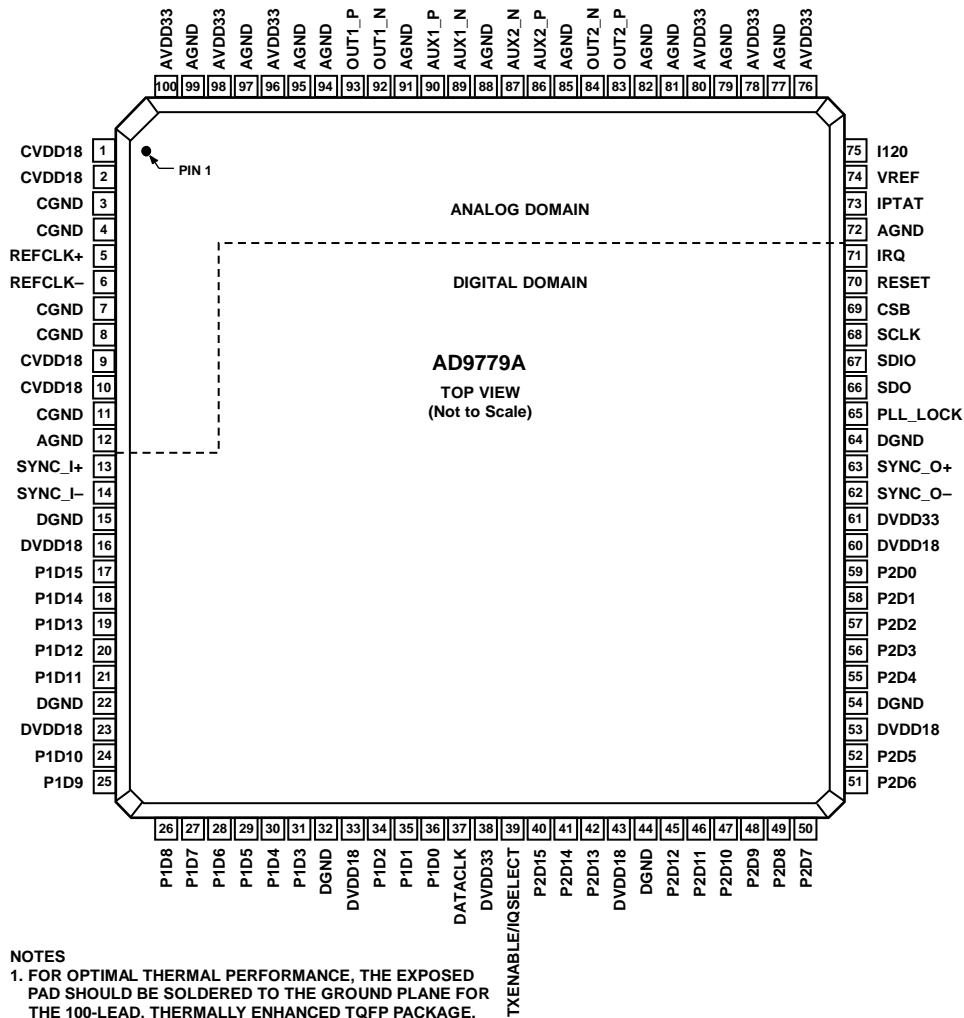 AVDD33
AGND
AVDD33
AGND
AVDD33
AGND
AGND
OUT1_P
OUT1_N
AGND
AUX1_P
AUX1_N
AGND
AUX2_N
AUX2_P
AGND
OUT2_N
OUT2_P
AGND
AGND
AVDD33
AGND
AVDD33
AGND
AVDD33
100 99 98 97 96 95 94 93 92 91 90 89 88 87 86 85 84 83 82 81 80 79 78 77 76
CVDD18 1
CVDD18 2
CGND 3
CGND 4
REFCLK+ 5
REFCLK– 6
CGND 7
CGND 8
CVDD18 9
CVDD18 10
CGND 11
AGND 12
SYNC_I+ 13
SYNC_I– 14
DGND 15
DVDD18 16
P1D15 17
P1D14 18
P1D13 19
P1D12 20
P1D11 21
DGND 22
DVDD18 23
P1D10 24
P1D9 25
PIN 1
ANALOG DOMAIN
DIGITAL DOMAIN
AD9779A
TOP VIEW
(Not to Scale)
75 I120
74 VREF
73 IPTAT
72 AGND
71 IRQ
70 RESET
69 CSB
68 SCLK
67 SDIO
66 SDO
65 PLL_LOCK
64 DGND
63 SYNC_O+
62 SYNC_O–
61 DVDD33
60 DVDD18
59 P2D0
58 P2D1
57 P2D2
56 P2D3
55 P2D4
54 DGND
53 DVDD18
52 P2D5
51 P2D6
26 27 28 29 30 31 32 33 34 35 36 37 38 39 40 41 42 43 44 45 46 47 48 49 50
P1D8
P1D7
P1D6
P1D5
P1D4
P1D3
DGND
DVDD18
P1D2
P1D1
P1D0
DATACLK
DVDD33
TXENABLE/IQSELECT
P2D15
P2D14
P2D13
DVDD18
DGND
P2D12
P2D11
P2D10
P2D9
P2D8
P2D7
NOTES
1. FOR OPTIMAL THERMAL PERFORMANCE, THE EXPOSED
PAD SHOULD BE SOLDERED TO THE GROUND PLANE FOR
THE 100-LEAD, THERMALLY ENHANCED TQFP PACKAGE.